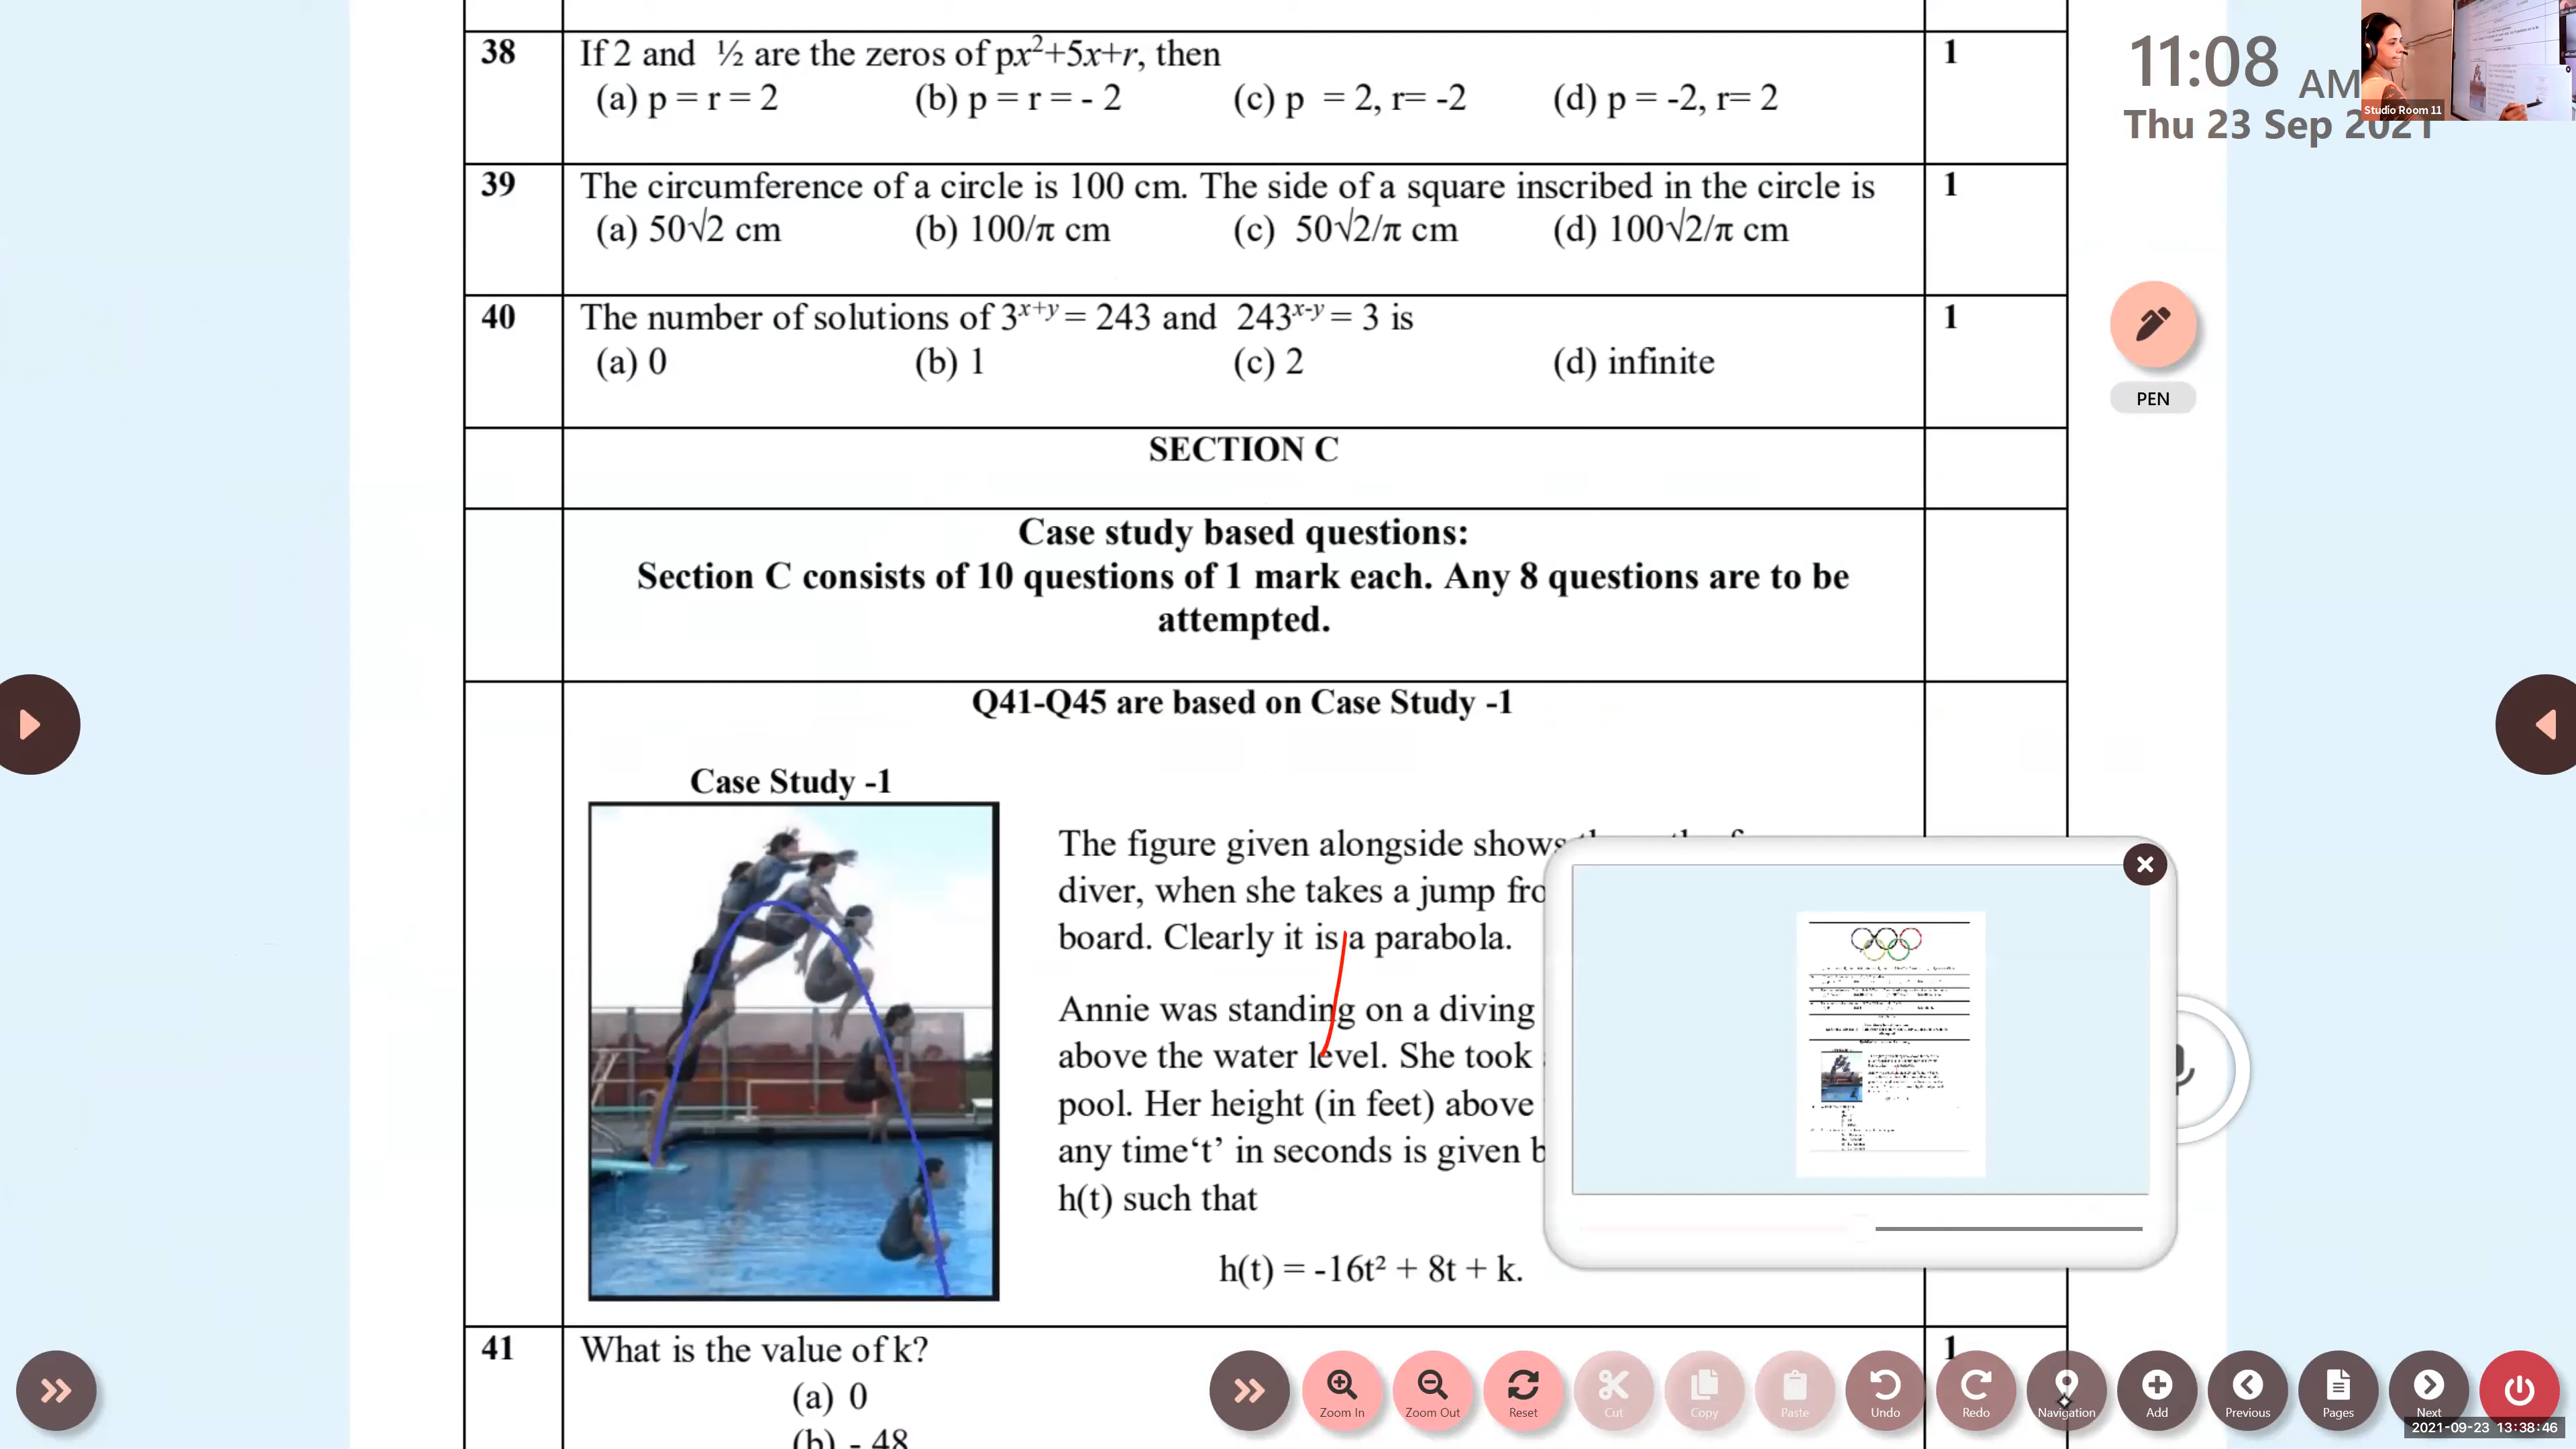 38 If 2 and ½ are the zeros of px²+5x+r, then 1
(a) p = r = 2 (b) p = r = - 2 (c) p = 2, r= -2 (d) p = -2, r= 2
39 The circumference of a circle is 100 cm. The side of a square inscribed in the circle is 1
(a) 50√2 cm (b) 100/π cm (c) 50√2/π cm (d) 100√2/π cm
40 The number of solutions of 3ˣ⁺ʸ = 243 and 243ˣ⁻ʸ = 3 is 1
(a) 0 (b) 1 (c) 2 (d) infinite
SECTION C
Case study based questions:
Section C consists of 10 questions of 1 mark each. Any 8 questions are to be
attempted.
Q41-Q45 are based on Case Study -1
Case Study -1
The figure given alongside shows
diver, when she takes a jump
board. Clearly it is a parabola.
Annie was standing on a diving
above the water level. She took
pool. Her height (in feet) above
any time‘t’ in seconds is given
h(t) such that
h(t) = -16t² + 8t + k.
41 What is the value of k? 1
(a) 0
(b) - 48
11:08 AM
Thu 23 Sep 2021
Studio Room 11
PEN
Zoom In Zoom Out Reset Cut Copy Paste Undo Redo Navigation Add Previous Pages Next
2021-09-23 13:38:46